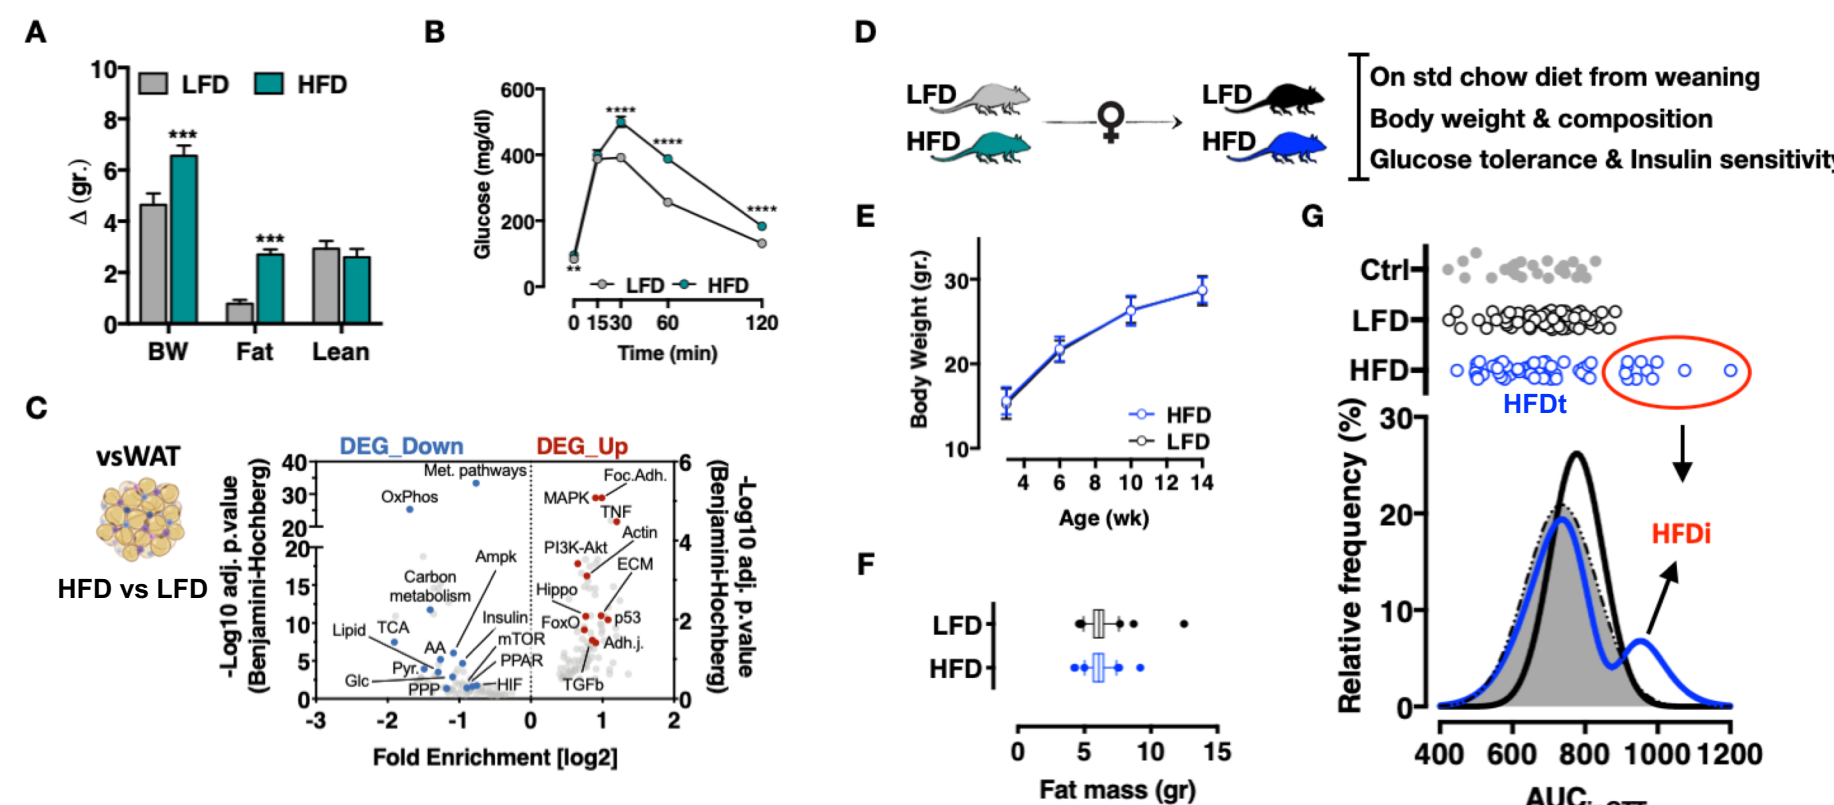 A
10
8
6
4
2
0
Δ (gr.)
LFD
HFD
***
***
BW
Fat
Lean
B
600
400
200
0
Glucose (mg/dl)
****
****
****
**
LFD
HFD
0
15
30
60
120
Time (min)
C
vsWAT
HFD vs LFD
DEG_Down
DEG_Up
-Log10 adj. p.value
(Benjamini-Hochberg)
40
30
20
20
15
10
5
0
6
4
2
0
-Log10 adj. p.value
(Benjamini-Hochberg)
Met. pathways
OxPhos
Ampk
Carbon
metabolism
Insulin
Lipid
TCA
AA
mTOR
Pyr.
PPAR
Glc
PPP
HIF
Foc.Adh.
MAPK
TNF
Actin
PI3K-Akt
ECM
Hippo
FoxO
p53
Adh.j.
TGFb
-3
-2
-1
0
1
2
Fold Enrichment [log2]
D
LFD
HFD
♀
LFD
HFD
On std chow diet from weaning
Body weight & composition
Glucose tolerance & Insulin sensitivity
E
Body Weight (gr.)
30
20
10
HFD
LFD
4
6
8
10
12
14
Age (wk)
F
LFD
HFD
0
5
10
15
Fat mass (gr)
G
Ctrl
LFD
HFD
HFDt
HFDi
Relative frequency (%)
30
20
10
0
400
600
800
1000
1200
AUC